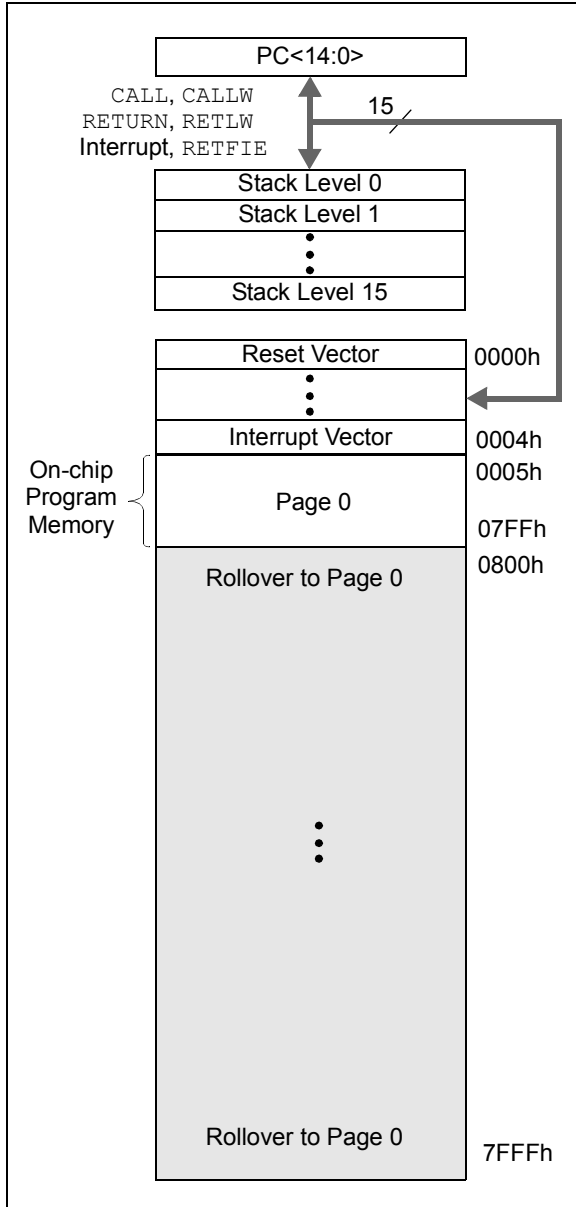 PC<14:0>
CALL, CALLW
RETURN, RETLW
Interrupt, RETFIE
15
Stack Level 0
Stack Level 1
Stack Level 15
Reset Vector
0000h
Interrupt Vector
0004h
On-chip
Program
Memory
Page 0
0005h
07FFh
Rollover to Page 0
0800h
Rollover to Page 0
7FFFh